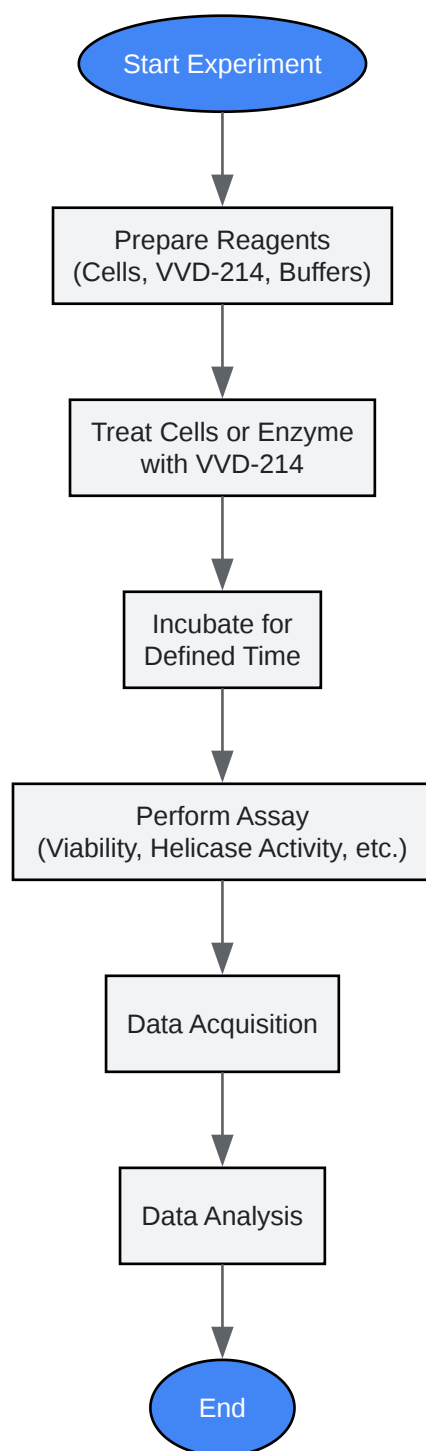 Start Experiment
Prepare Reagents
(Cells, VVD-214, Buffers)
Treat Cells or Enzyme
with VVD-214
Incubate for
Defined Time
Perform Assay
(Viability, Helicase Activity, etc.)
Data Acquisition
Data Analysis
End